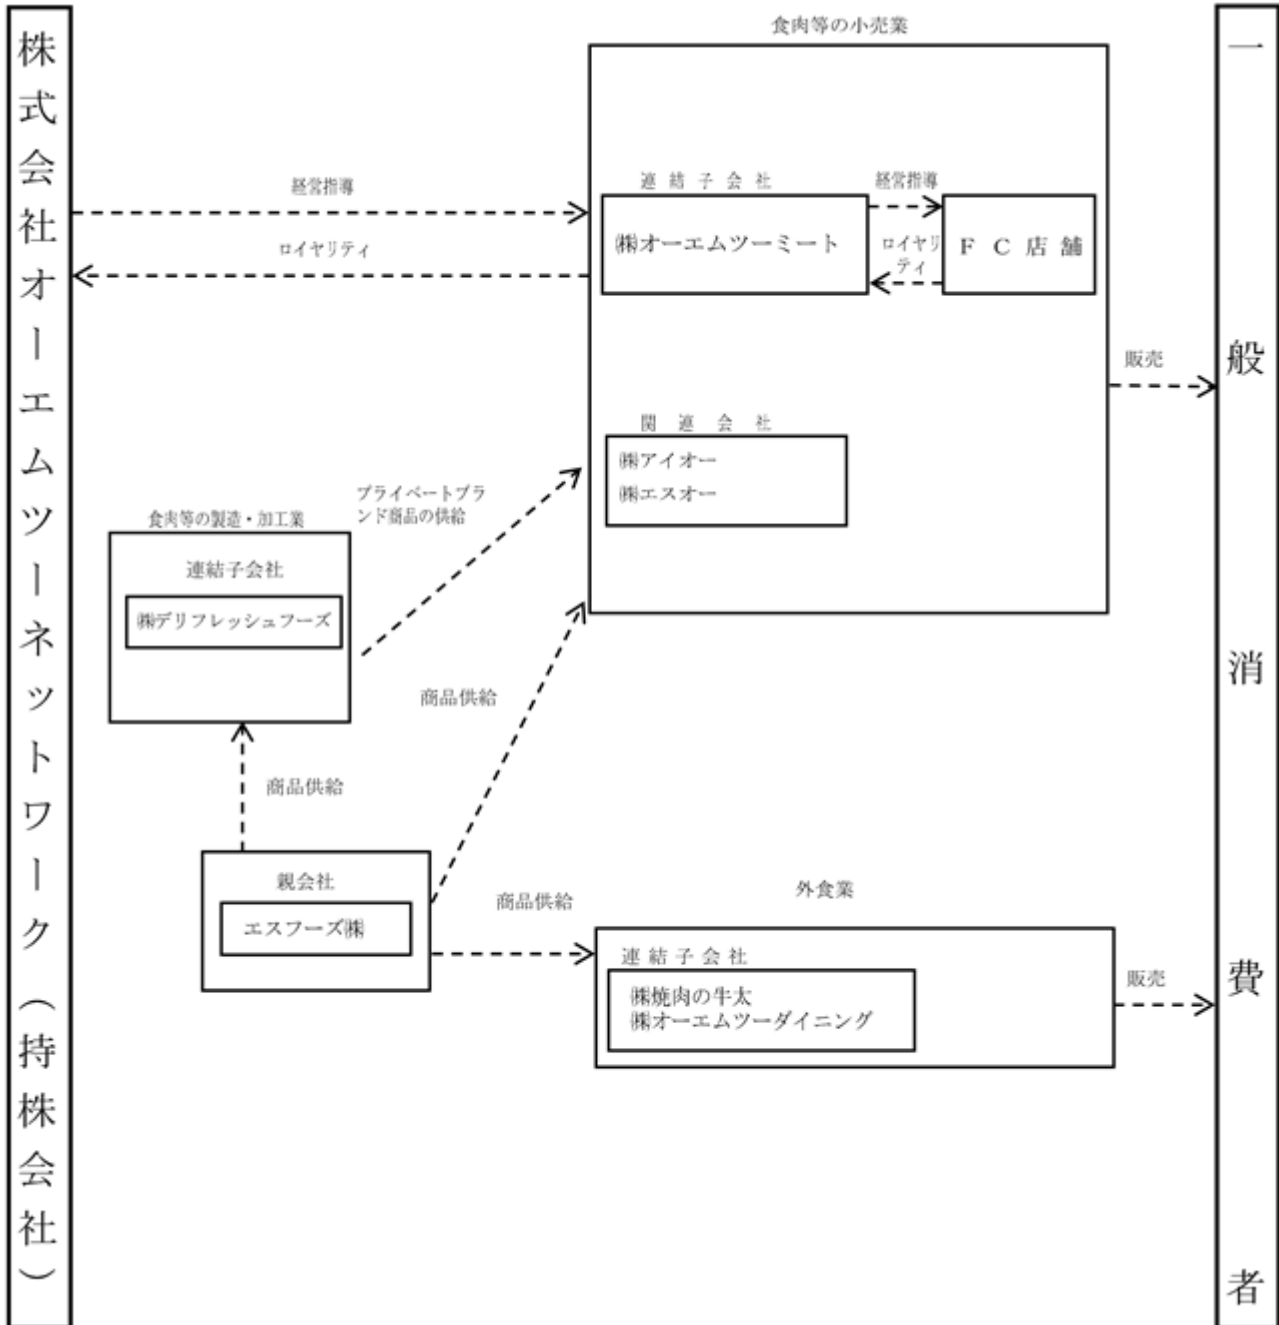 株式会社オーエムツーネットワーク（持株会社）
食肉等の小売業
経営指導
ロイヤリティ
連結子会社
㈱オーエムツーミート
経営指導
ロイヤリ
ティ
ＦＣ店舗
関連会社
㈱アイオー
㈱エスオー
販売
プライベートブラ
ンド商品の供給
食肉等の製造・加工業
連結子会社
㈱デリフレッシュフーズ
商品供給
商品供給
親会社
エスフーズ㈱
商品供給
外食業
連結子会社
㈱焼肉の牛太
㈱オーエムツーダイニング
販売
一般消費者